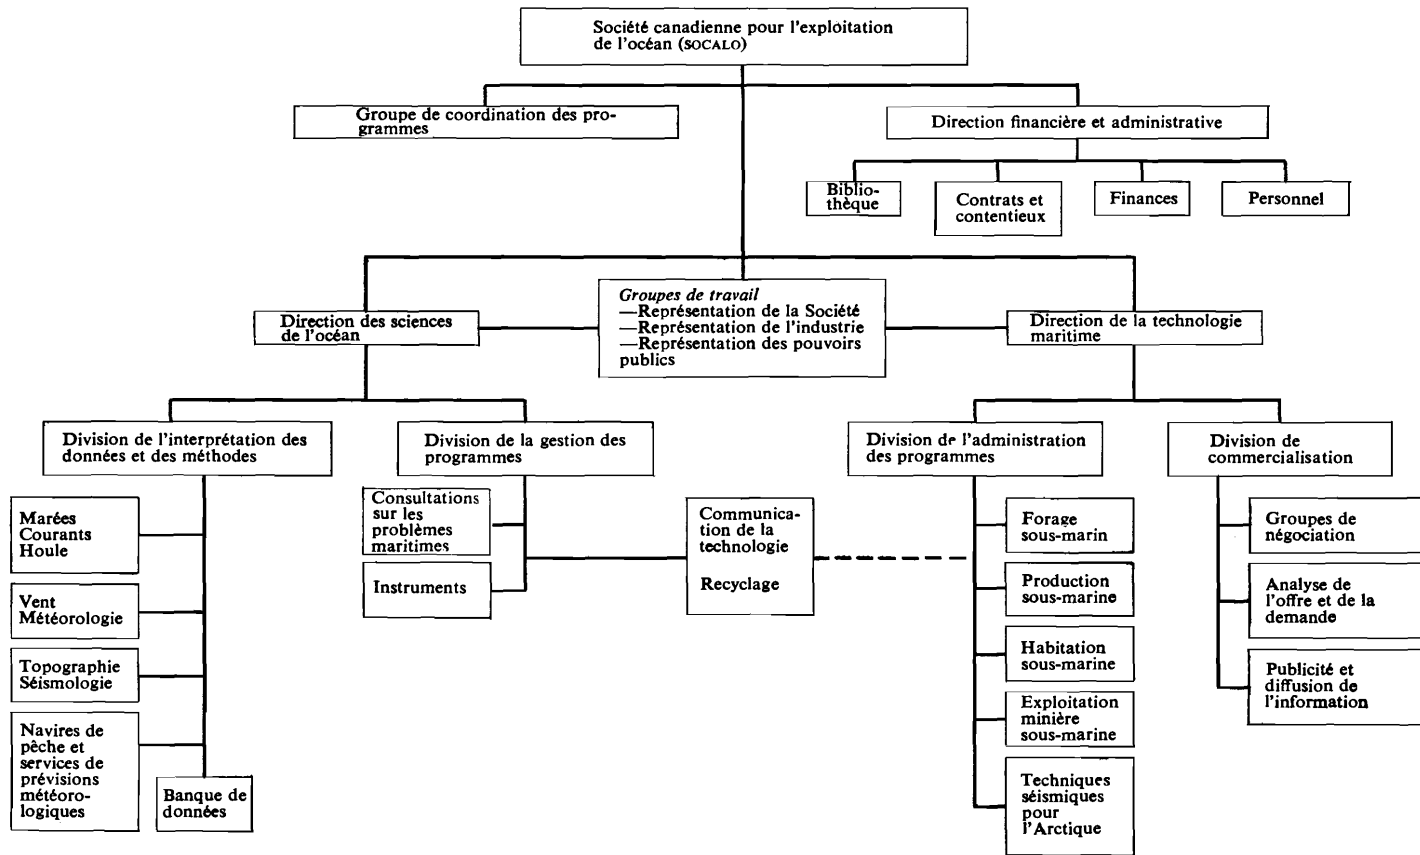 Société canadienne pour l'exploitation
de l'océan (SOCALO)
Groupe de coordination des pro-
grammes
Direction financière et administrative
Biblio-
thèque
Contrats et
contentieux
Finances
Personnel
Groupes de travail
—Représentation de la Société
—Représentation de l'industrie
—Représentation des pouvoirs
publics
Direction des sciences
de l'océan
Direction de la technologie
maritime
Division de l'interprétation des
données et des méthodes
Division de la gestion des
programmes
Division de l'administration
des programmes
Division de
commercialisation
Marées
Courants
Houle
Vent
Météorologie
Topographie
Séismologie
Navires de
pêche et
services de
prévisions
météoro-
logiques
Banque de
données
Consultations
sur les
problèmes
maritimes
Instruments
Communica-
tion de la
technologie
Recyclage
Forage
sous-marin
Production
sous-marine
Habitation
sous-marine
Exploitation
minière
sous-marine
Techniques
séismiques
pour
l'Arctique
Groupes de
négociation
Analyse de
l'offre et de la
demande
Publicité et
diffusion de
l'information